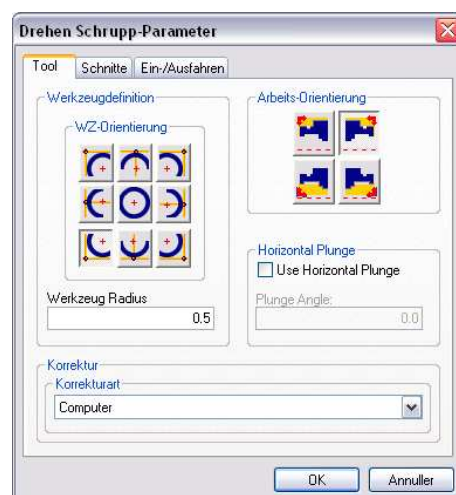 Drehen Schrupp-Parameter
Tool
Schnitte
Ein-/Ausfahren
Werkzeugdefinition
WZ-Orientierung
Werkzeug Radius
0.5
Arbeits-Orientierung
Horizontal Plunge
Use Horizontal Plunge
Plunge Angle:
0.0
Korrektur
Korrekturart
Computer
OK
Annuller